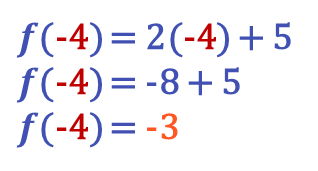 f(-4) = 2(-4) + 5
f(-4) = -8 + 5
f(-4) = -3